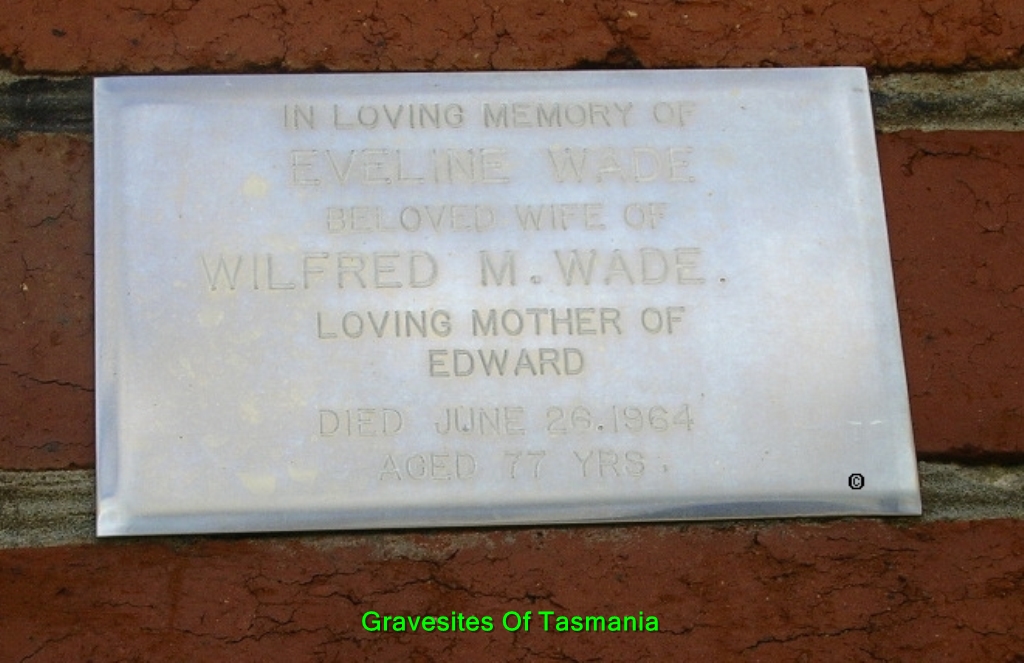 IN LOVING MEMORY OF
EVELINE WADE
BELOVED WIFE OF
WILFRED M. WADE.
LOVING MOTHER OF
EDWARD
DIED JUNE 26.1964
AGED 77 YRS.
©
Gravesites Of Tasmania